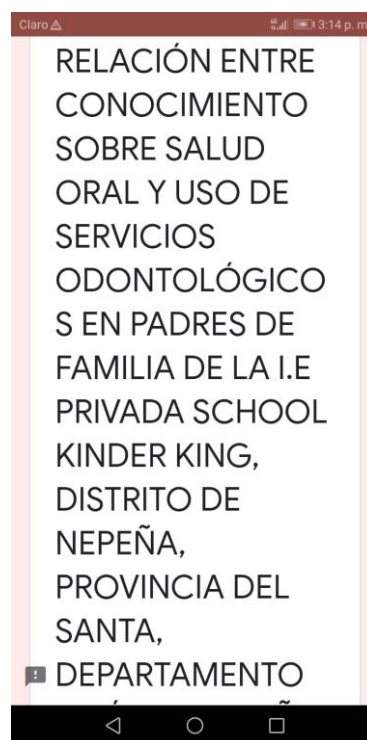 Claro
3:14 p. m
RELACIÓN ENTRE
CONOCIMIENTO
SOBRE SALUD
ORAL Y USO DE
SERVICIOS
ODONTOLÓGICO
S EN PADRES DE
FAMILIA DE LA I.E
PRIVADA SCHOOL
KINDER KING,
DISTRITO DE
NEPEÑA,
PROVINCIA DEL
SANTA,
DEPARTAMENTO